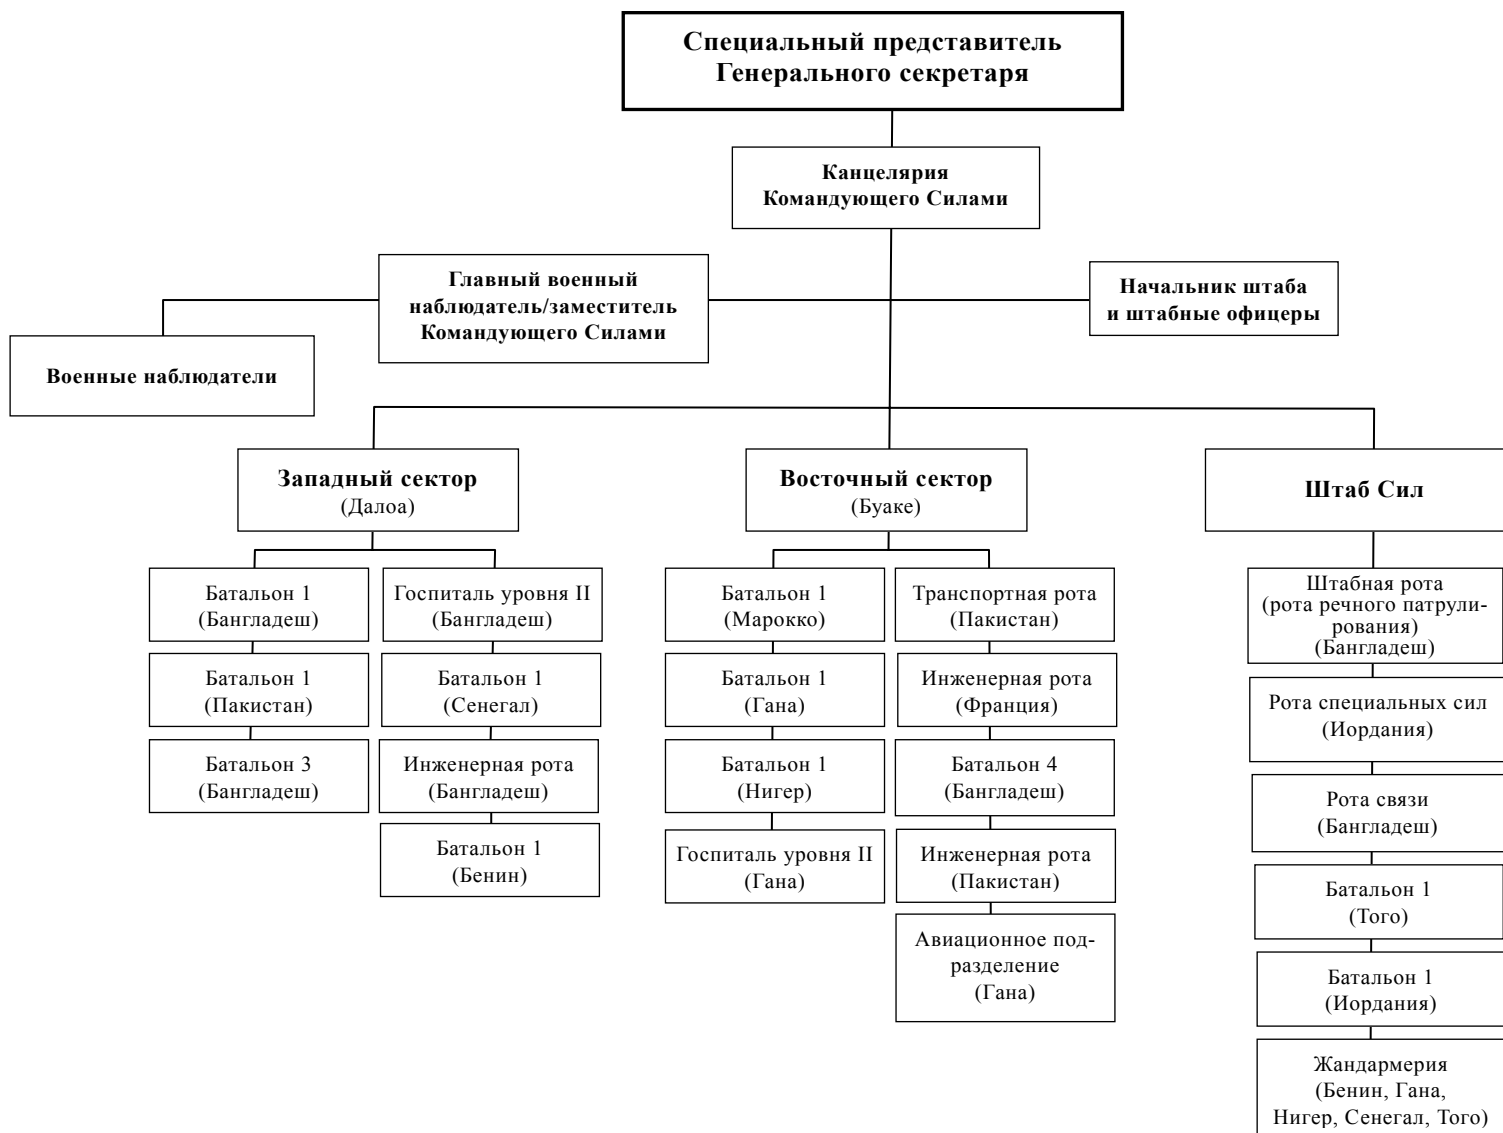 Специальный представитель
Генерального секретаря
Канцелярия
Командующего Силами
Главный военный
наблюдатель/заместитель
Командующего Силами
Начальник штаба
и штабные офицеры
Военные наблюдатели
Западный сектор
(Далоа)
Восточный сектор
(Буаке)
Штаб Сил
Батальон 1
(Бангладеш)
Батальон 1
(Пакистан)
Батальон 3
(Бангладеш)
Госпиталь уровня II
(Бангладеш)
Батальон 1
(Сенегал)
Инженерная рота
(Бангладеш)
Батальон 1
(Бенин)
Батальон 1
(Марокко)
Батальон 1
(Гана)
Батальон 1
(Нигер)
Госпиталь уровня II
(Гана)
Транспортная рота
(Пакистан)
Инженерная рота
(Франция)
Батальон 4
(Бангладеш)
Инженерная рота
(Пакистан)
Авиационное под-
разделение
(Гана)
Штабная рота
(рота речного патрули-
рования)
(Бангладеш)
Рота специальных сил
(Иордания)
Рота связи
(Бангладеш)
Батальон 1
(Того)
Батальон 1
(Иордания)
Жандармерия
(Бенин, Гана,
Нигер, Сенегал, Того)